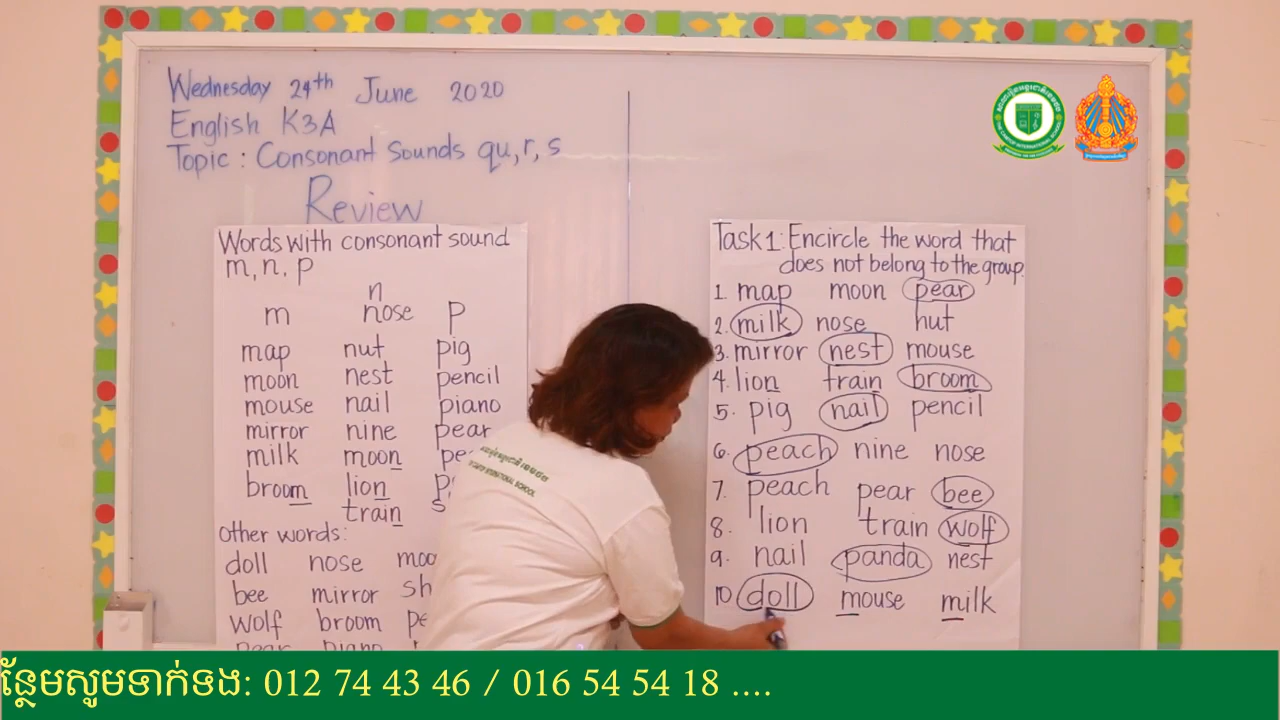 Wednesday 24th June 2020
English K3A
Topic : Consonant Sounds qu, r, s
Review
Words with consonant sound
m, n, p
n
m nose p
map nut pig
moon nest pencil
mouse nail piano
mirror nine pear
milk moon
broom lion
train
Other words:
doll nose
bee mirror
wolf broom
Task 1: Encircle the word that
does not belong to the group.
1. map moon pear
2. milk nose nut
3. mirror nest mouse
4. lion train broom
5. pig nail pencil
6. peach nine nose
7. peach pear bee
8. lion train wolf
9. nail panda nest
10 doll mouse milk
ន្ថែមសូមទាក់ទង: 012 74 43 46 / 016 54 54 18 ....